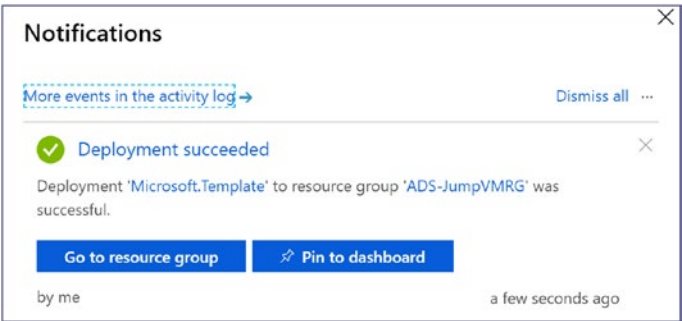 Notifications
More events in the activity log →
Dismiss all ...
Deployment succeeded
Deployment 'Microsoft.Template' to resource group 'ADS-JumpVMRG' was
successful.
Go to resource group
Pin to dashboard
by me
a few seconds ago